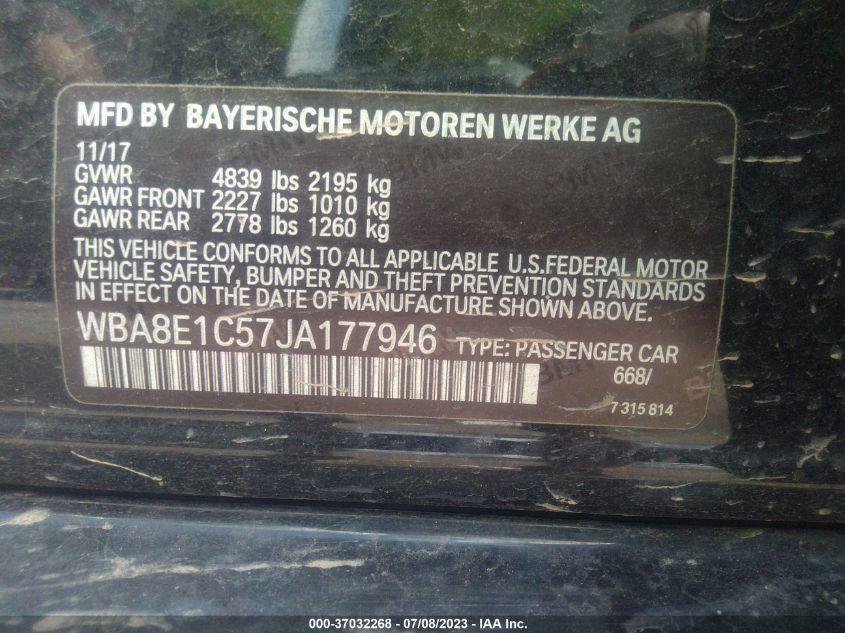 MFD BY BAYERISCHE MOTOREN WERKE AG
11/17
GVWR 4839 lbs 2195 kg
GAWR FRONT 2227 lbs 1010 kg
GAWR REAR 2778 lbs 1260 kg
THIS VEHICLE CONFORMS TO ALL APPLICABLE U.S.FEDERAL MOTOR
VEHICLE SAFETY, BUMPER AND THEFT PREVENTION STANDARDS
IN EFFECT ON THE DATE OF MANUFACTURE SHOWN ABOVE.
WBA8E1C57JA177946 TYPE: PASSENGER CAR
668/
7 315 814
000-37032268 - 07/08/2023 - IAA Inc.